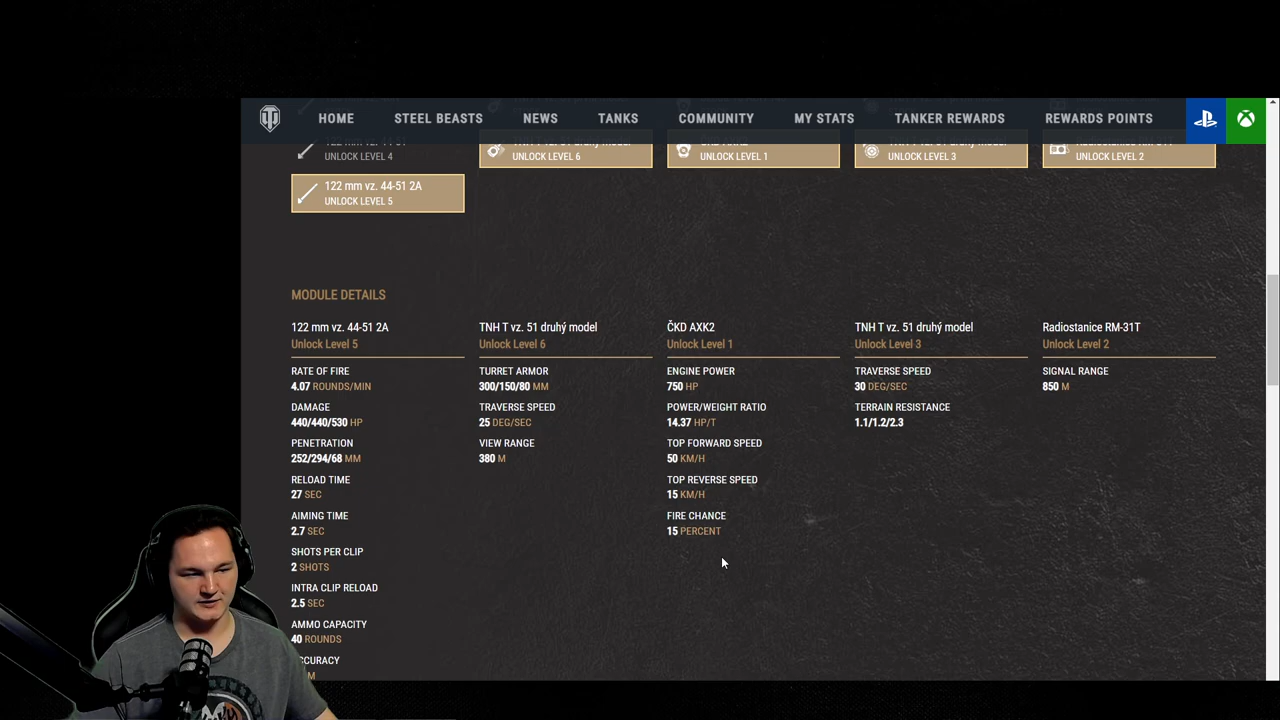 HOME STEEL BEASTS NEWS TANKS COMMUNITY MY STATS TANKER REWARDS REWARDS POINTS
UNLOCK LEVEL 4
UNLOCK LEVEL 6
UNLOCK LEVEL 1
UNLOCK LEVEL 3
UNLOCK LEVEL 2
122 mm vz. 44-51 2A
UNLOCK LEVEL 5
MODULE DETAILS
122 mm vz. 44-51 2A
Unlock Level 5
RATE OF FIRE
4.07 ROUNDS/MIN
DAMAGE
440/440/530 HP
PENETRATION
252/294/68 MM
RELOAD TIME
27 SEC
AIMING TIME
2.7 SEC
SHOTS PER CLIP
2 SHOTS
INTRA CLIP RELOAD
2.5 SEC
AMMO CAPACITY
40 ROUNDS
CCURACY
M
TNH T vz. 51 druhý model
Unlock Level 6
TURRET ARMOR
300/150/80 MM
TRAVERSE SPEED
25 DEG/SEC
VIEW RANGE
380 M
ČKD AXK2
Unlock Level 1
ENGINE POWER
750 HP
POWER/WEIGHT RATIO
14.37 HP/T
TOP FORWARD SPEED
50 KM/H
TOP REVERSE SPEED
15 KM/H
FIRE CHANCE
15 PERCENT
TNH T vz. 51 druhý model
Unlock Level 3
TRAVERSE SPEED
30 DEG/SEC
TERRAIN RESISTANCE
1.1/1.2/2.3
Radiostanice RM-31T
Unlock Level 2
SIGNAL RANGE
850 M